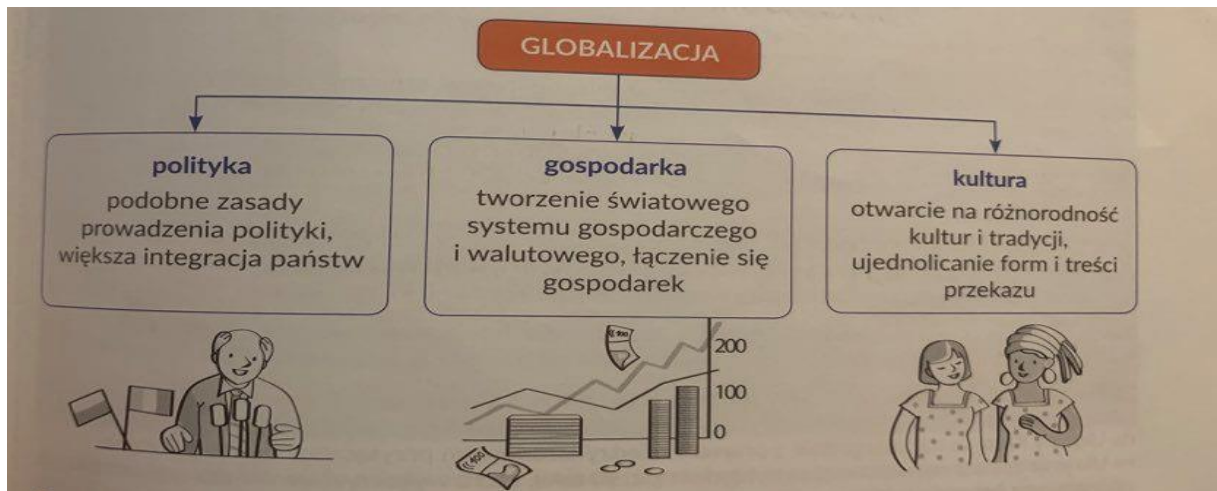 GLOBALIZACJA
polityka
podobne zasady
prowadzenia polityki,
większa integracja państw
gospodarka
tworzenie światowego
systemu gospodarczego
i walutowego, łączenie się
gospodarek
kultura
otwarcie na różnorodność
kultur i tradycji,
ujednolicanie form i treści
przekazu
200
100
0